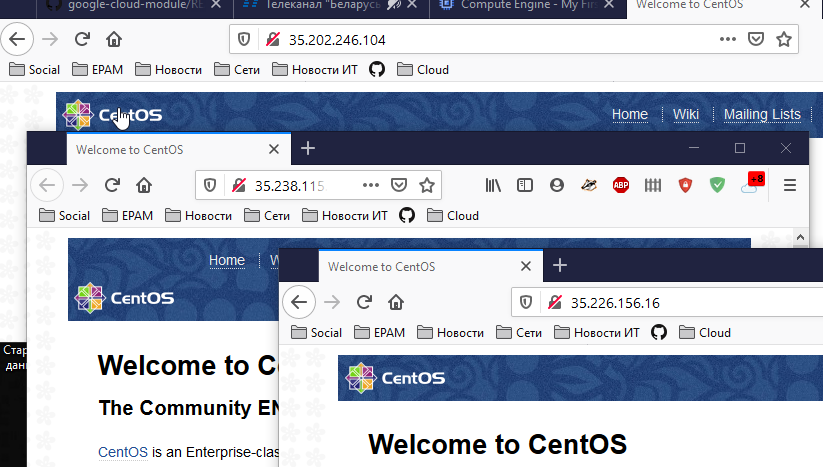 google-cloud-module/RE
Телеканал "Беларусь
Compute Engine - My Firs
Welcome to CentOS
35.202.246.104
Social EPAM Новости Сети Новости ИТ Cloud
CentOS
Home Wiki Mailing Lists
Welcome to CentOS
35.238.115
ABP
+8
Social EPAM Новости Сети Новости ИТ Cloud
Home W
CentOS
Welcome to CentOS
35.226.156.16
Social EPAM Новости Сети Новости ИТ Cloud
Стар
дан
CentOS
Welcome to Ce
The Community EN
Welcome to CentOS
CentOS is an Enterprise-clas